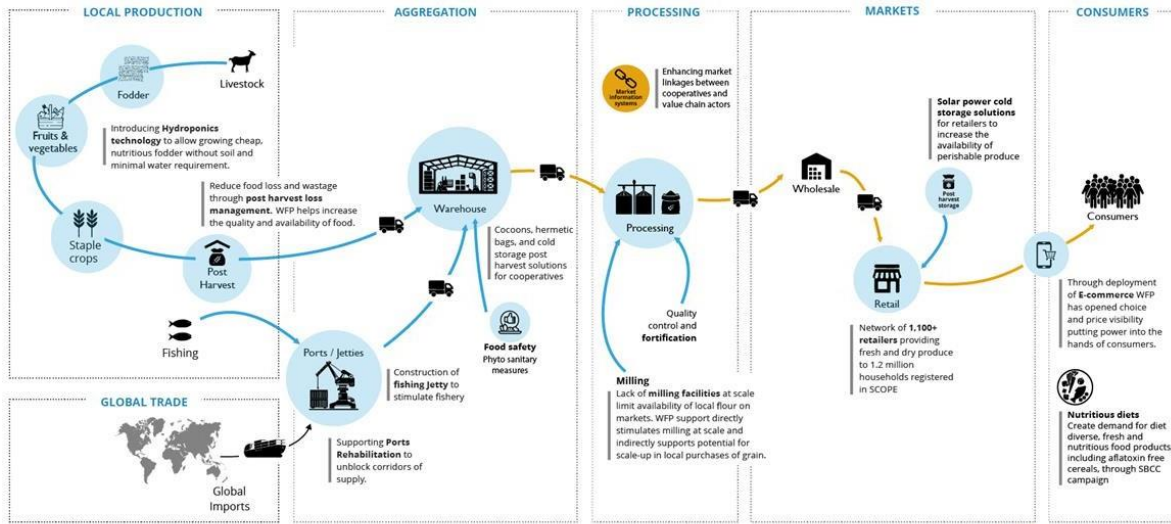 LOCAL PRODUCTION
Livestock
Fodder
Fruits &
vegetables
Introducing Hydroponics
technology to allow growing cheap,
nutritious fodder without soil and
minimal water requirement.
Reduce food loss and wastage
through post harvest loss
management. WFP helps increase
the quality and availability of food.
Staple
crops
Post
Harvest
Fishing
GLOBAL TRADE
Global
Imports
AGGREGATION
Warehouse
Cocoons, hermetic
bags, and cold
storage post
harvest solutions
for cooperatives
Food safety
Phyto sanitary
measures
Ports / Jetties
Construction of
fishing Jetty to
stimulate fishery
Supporting Ports
Rehabilitation to
unblock corridors of
supply.
PROCESSING
Market
information
systems
Enhancing market
linkages between
cooperatives and
value chain actors
Processing
Quality
control and
fortification
Milling
Lack of milling facilities at scale
limit availability of local flour on
markets. WFP support directly
stimulates milling at scale and
indirectly supports potential for
scale-up in local purchases of grain.
MARKETS
Solar power cold
storage solutions
for retailers to
increase the
availability of
perishable produce
Wholesale
Post
harvest
storage
Retail
Network of 1,100+
retailers providing
fresh and dry produce
to 1.2 million
households registered
in SCOPE
CONSUMERS
Consumers
Through deployment
of E-commerce WFP
has opened choice
and price visibility
putting power into the
hands of consumers.
Nutritious diets
Create demand for diet
diverse, fresh and
nutritious food products
including aflatoxin free
cereals, through SBCC
campaign